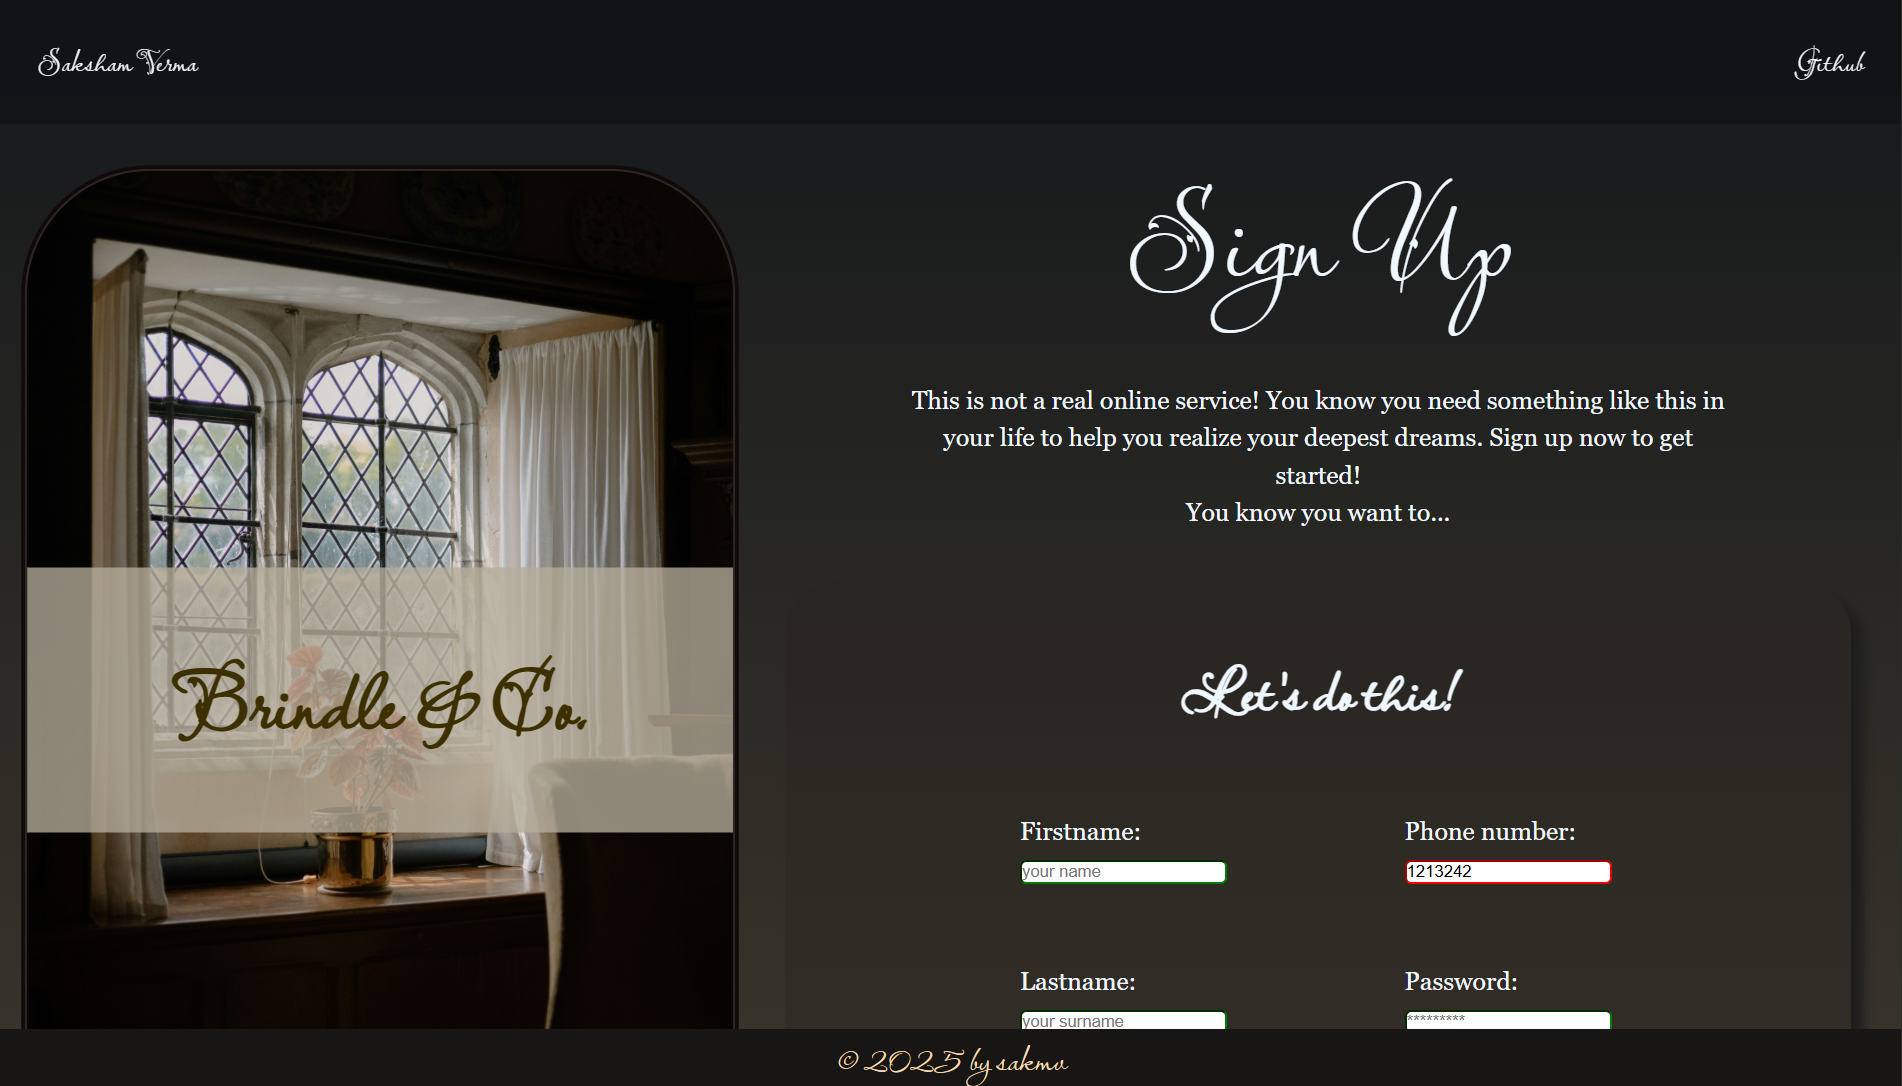 Saksham Verma
Github
Sign Up
This is not a real online service! You know you need something like this in
your life to help you realize your deepest dreams. Sign up now to get
started!
You know you want to...
Brindle & Co.
Let's do this!
Firstname:
Phone number:
your name
1213242
Lastname:
Password:
your surname
*********
© 2025 by sakmv